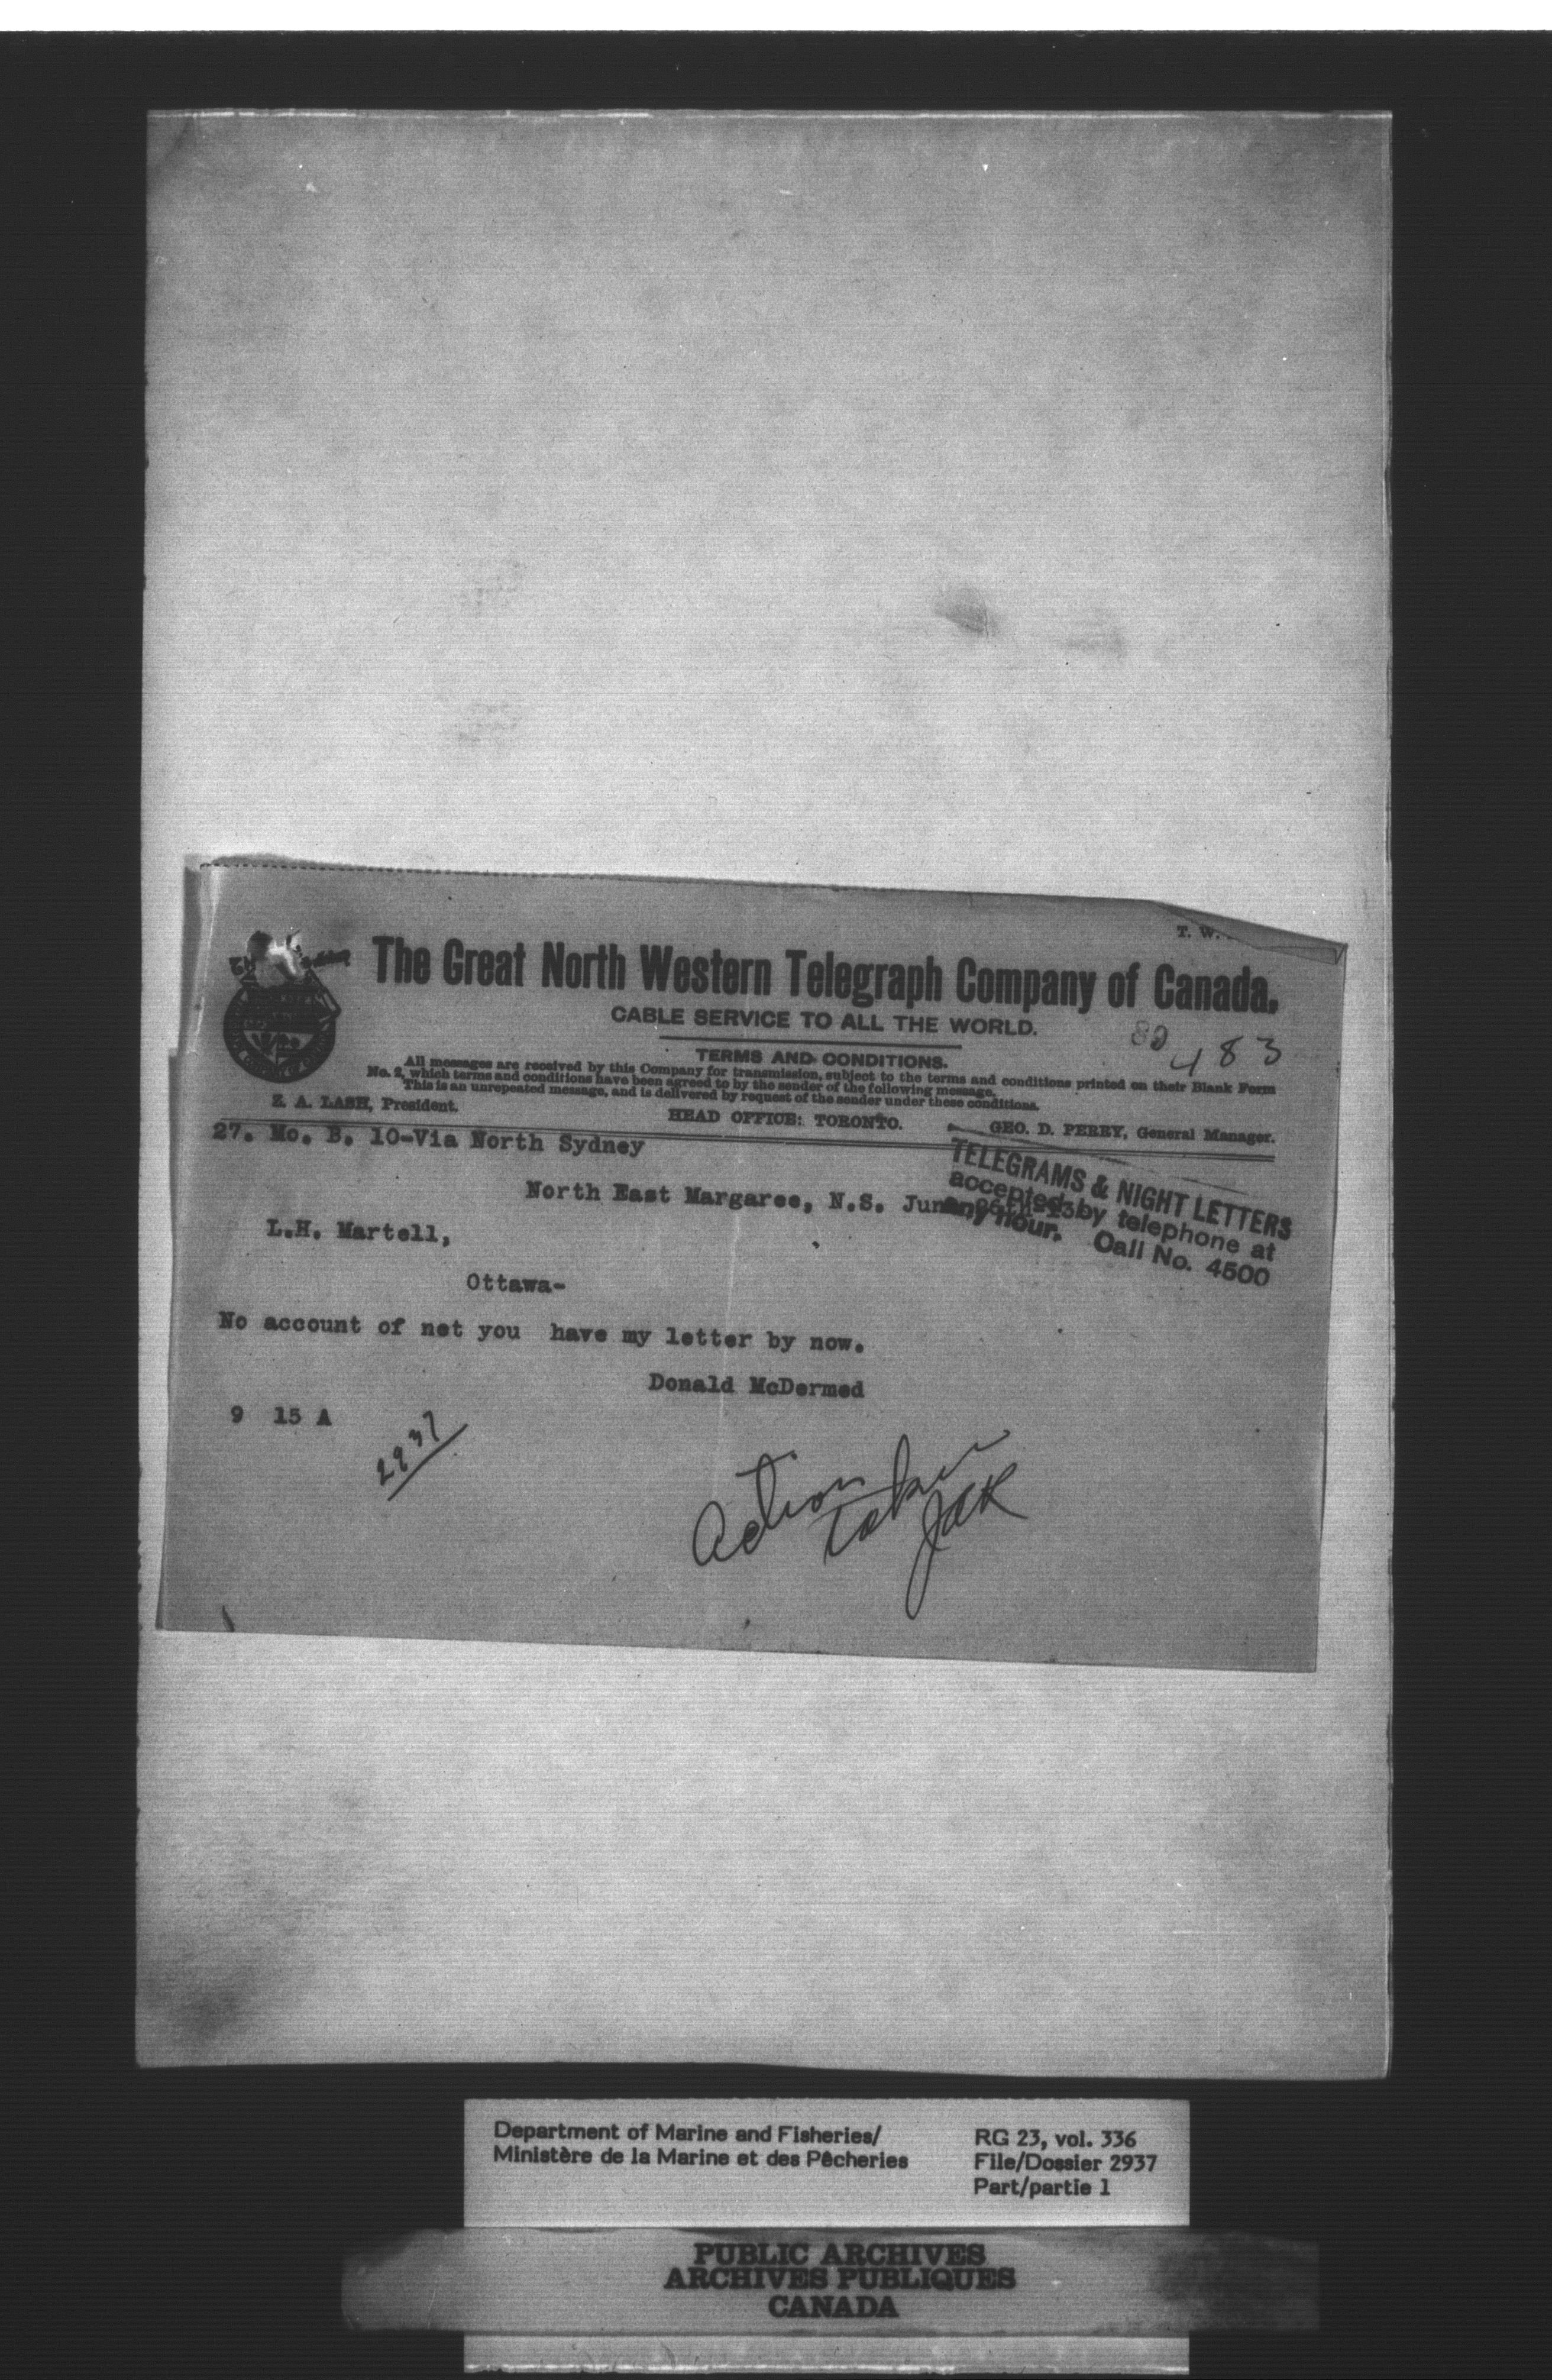 T. W.
The Great North Western Telegraph Company of Canada.
CABLE SERVICE TO ALL THE WORLD.
80
483
TERMS AND CONDITIONS.
All messages are received by this Company for transmission, subject to the terms and conditions printed on their Blank Form
No. 2, which terms and conditions have been agreed to by the sender of the following message.
This is an unrepeated message, and is delivered by request of the sender under these conditions.
Z. A. LASH, President.
HEAD OFFICE: TORONTO.
GEO. D. PERRY, General Manager.
27. Mo. B. 10-Via North Sydney
TELEGRAMS & NIGHT LETTERS
accepted by telephone at
any hour. Call No. 4500
North East Margaree, N.S. June
L.H. Martell,
Ottawa-
No account of net you have my letter by now.
Donald McDermed
9 15 A
2937
Action
taken
JAK
Department of Marine and Fisheries/
Ministère de la Marine et des Pêcheries
RG 23, vol. 336
File/Dossier 2937
Part/partie 1
PUBLIC ARCHIVES
ARCHIVES PUBLIQUES
CANADA